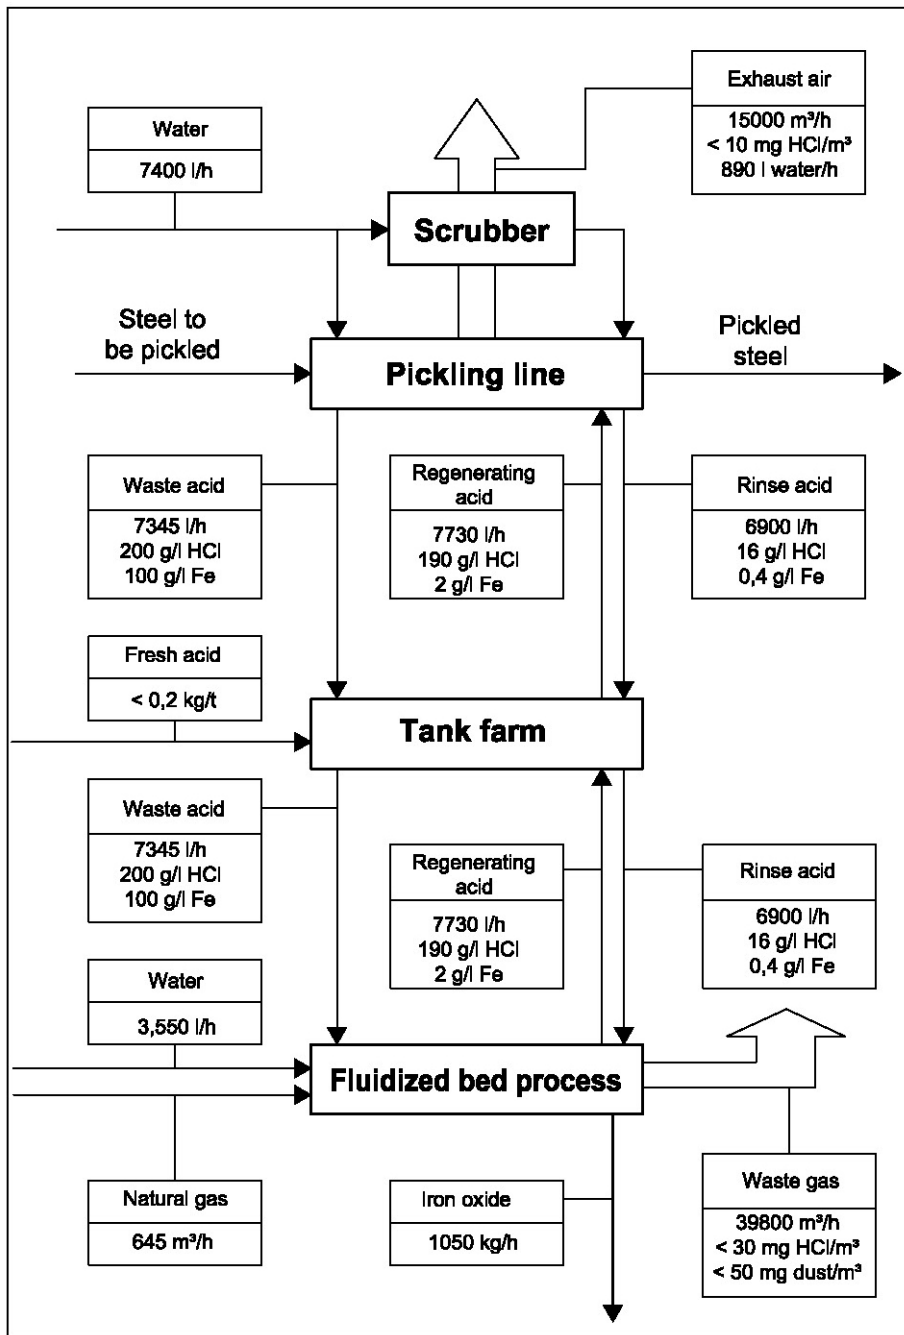 Exhaust air
15000 m³/h
< 10 mg HCl/m³
890 l water/h
Water
7400 l/h
Scrubber
Steel to
be pickled
Pickled
steel
Pickling line
Waste acid
7345 l/h
200 g/l HCl
100 g/l Fe
Regenerating
acid
7730 l/h
190 g/l HCl
2 g/l Fe
Rinse acid
6900 l/h
16 g/l HCl
0,4 g/l Fe
Fresh acid
< 0,2 kg/t
Tank farm
Waste acid
7345 l/h
200 g/l HCl
100 g/l Fe
Regenerating
acid
7730 l/h
190 g/l HCl
2 g/l Fe
Rinse acid
6900 l/h
16 g/l HCl
0,4 g/l Fe
Water
3,550 l/h
Fluidized bed process
Natural gas
645 m³/h
Iron oxide
1050 kg/h
Waste gas
39800 m³/h
< 30 mg HCl/m³
< 50 mg dust/m³